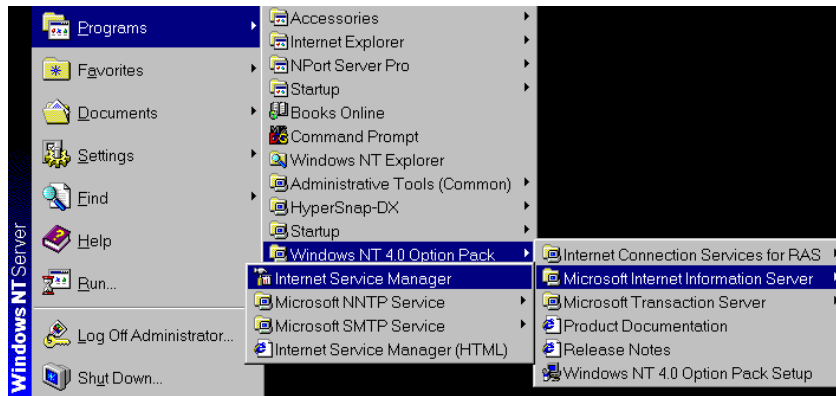 Programs
Favorites
Documents
Settings
Find
Help
Run...
Log Off Administrator...
Shut Down...
Windows NT Server
Accessories
Internet Explorer
NPort Server Pro
Startup
Books Online
Command Prompt
Windows NT Explorer
Administrative Tools (Common)
HyperSnap-DX
Startup
Windows NT 4.0 Option Pack
Internet Connection Services for RAS
Microsoft Internet Information Server
Microsoft Transaction Server
Product Documentation
Release Notes
Windows NT 4.0 Option Pack Setup
Internet Service Manager
Microsoft NNTP Service
Microsoft SMTP Service
Internet Service Manager (HTML)